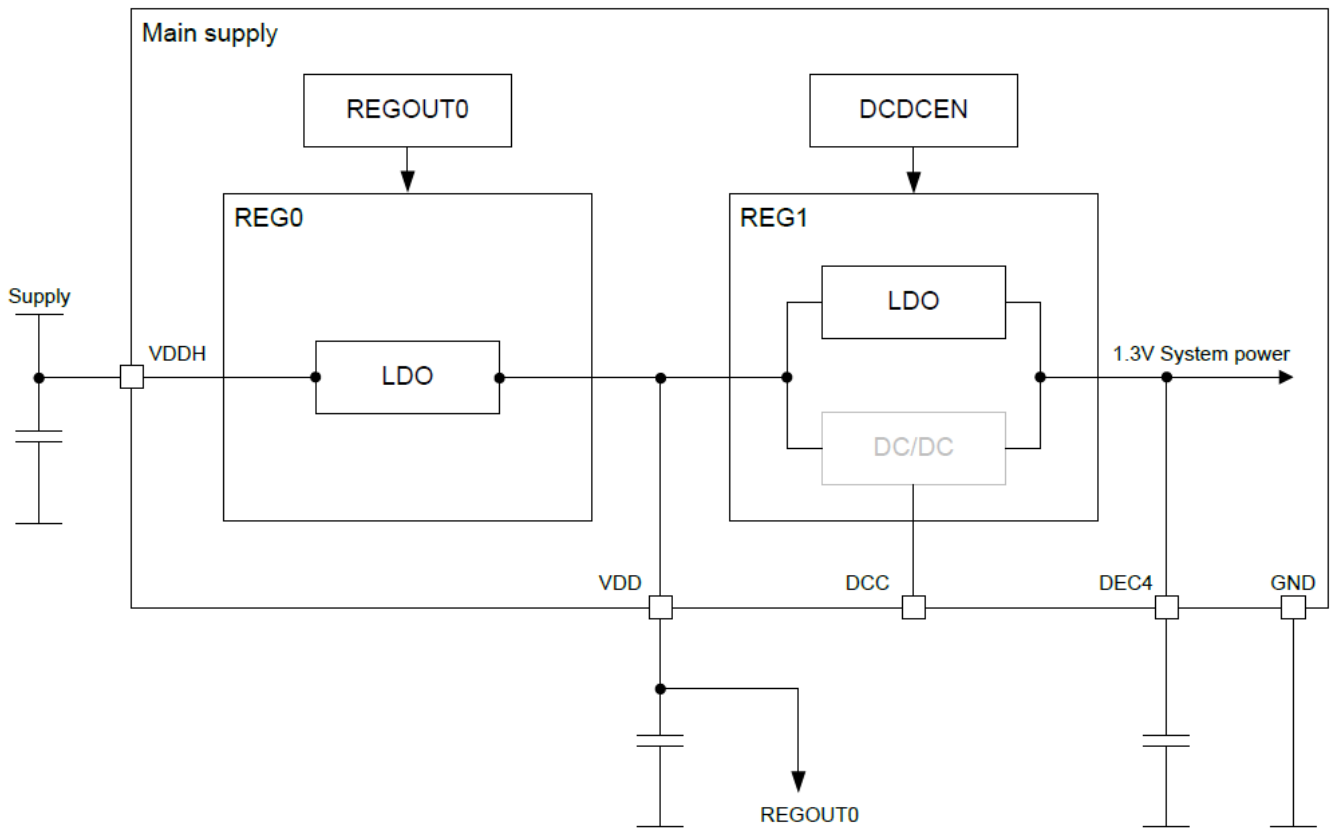 Main supply
REGOUT0
DCDCEN
REG0
REG1
Supply
LDO
VDDH
LDO
1.3V System power
DC/DC
VDD
DCC
DEC4
GND
REGOUT0